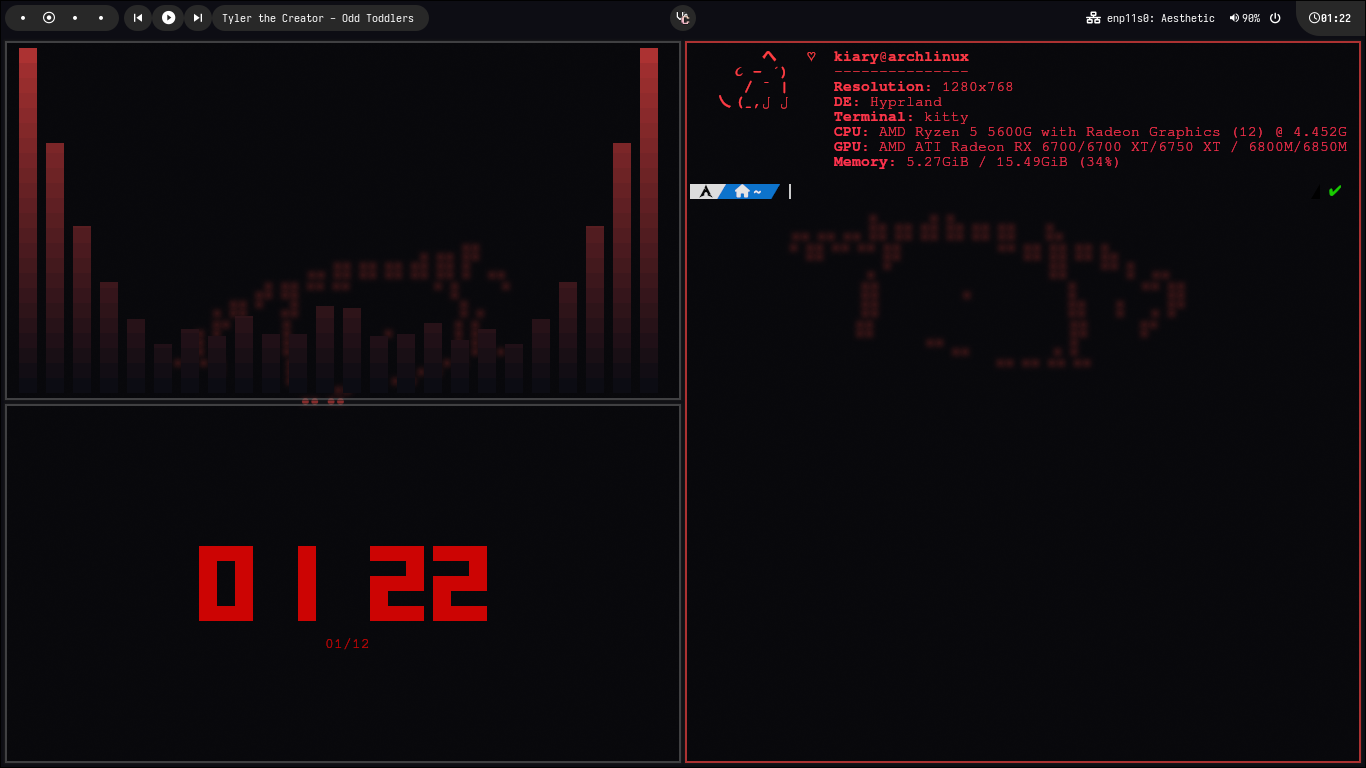 Tyler the Creator - Odd Toddlers
enp11s0: Aesthetic
90%
01:22
kiary@archlinux
---------------
Resolution: 1280x768
DE: Hyprland
Terminal: kitty
CPU: AMD Ryzen 5 5600G with Radeon Graphics (12) @ 4.452G
GPU: AMD ATI Radeon RX 6700/6700 XT/6750 XT / 6800M/6850M
Memory: 5.27GiB / 15.49GiB (34%)
~
01 22
01/12